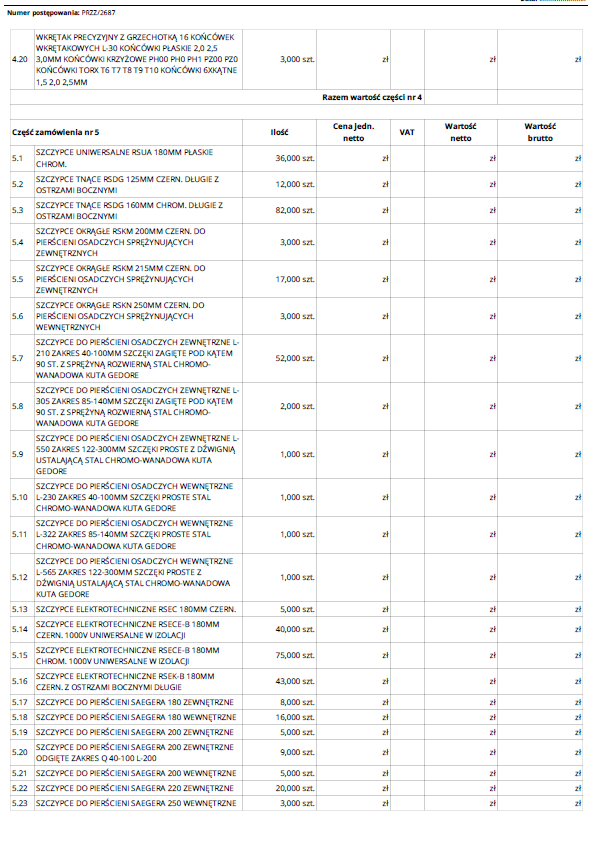 Numer postępowania: PRZZ/2687
4.20 WKRĘTAK PRECYZYJNY Z GRZECHOTKĄ 16 KOŃCÓWEK
WKRĘTAKOWYCH L-30 KOŃCÓWKI PŁASKIE 2,0 2,5
3,0MM KOŃCÓWKI KRZYŻOWE PH00 PH0 PH1 PZ00 PZ0
KOŃCÓWKI TORX T6 T7 T8 T9 T10 KOŃCÓWKI 6XKĄTNE
1,5 2,0 2,5MM
3,000 szt. zł zł zł
Razem wartość części nr 4
Część zamówienia nr 5 Ilość Cena jedn. netto VAT Wartość netto Wartość brutto
5.1 SZCZYPCE UNIWERSALNE RSUA 180MM PŁASKIE
CHROM.
36,000 szt. zł zł zł
5.2 SZCZYPCE TNĄCE RSDG 125MM CZERN. DŁUGIE Z
OSTRZAMI BOCZNYMI
12,000 szt. zł zł zł
5.3 SZCZYPCE TNĄCE RSDG 160MM CHROM. DŁUGIE Z
OSTRZAMI BOCZNYMI
82,000 szt. zł zł zł
5.4 SZCZYPCE OKRĄGŁE RSKM 200MM CZERN. DO
PIERŚCIENI OSADCZYCH SPRĘŻYNUJĄCYCH
ZEWNĘTRZNYCH
3,000 szt. zł zł zł
5.5 SZCZYPCE OKRĄGŁE RSKM 215MM CZERN. DO
PIERŚCIENI OSADCZYCH SPRĘŻYNUJĄCYCH
ZEWNĘTRZNYCH
17,000 szt. zł zł zł
5.6 SZCZYPCE OKRĄGŁE RSKN 250MM CZERN. DO
PIERŚCIENI OSADCZYCH SPRĘŻYNUJĄCYCH
WEWNĘTRZNYCH
3,000 szt. zł zł zł
5.7 SZCZYPCE DO PIERŚCIENI OSADCZYCH ZEWNĘTRZNE L-
210 ZAKRES 40-100MM SZCZĘKI ZAGIĘTE POD KĄTEM
90 ST. Z SPRĘŻYNĄ ROZWIERNĄ STAL CHROMO-
WANADOWA KUTA GEDORE
52,000 szt. zł zł zł
5.8 SZCZYPCE DO PIERŚCIENI OSADCZYCH ZEWNĘTRZNE L-
305 ZAKRES 85-140MM SZCZĘKI ZAGIĘTE POD KĄTEM
90 ST. Z SPRĘŻYNĄ ROZWIERNĄ STAL CHROMO-
WANADOWA KUTA GEDORE
2,000 szt. zł zł zł
5.9 SZCZYPCE DO PIERŚCIENI OSADCZYCH ZEWNĘTRZNE L-
550 ZAKRES 122-300MM SZCZĘKI PROSTE Z DŹWIGNIĄ
USTALAJĄCĄ STAL CHROMO-WANADOWA KUTA
GEDORE
1,000 szt. zł zł zł
5.10 SZCZYPCE DO PIERŚCIENI OSADCZYCH WEWNĘTRZNE
L-230 ZAKRES 40-100MM SZCZĘKI PROSTE STAL
CHROMO-WANADOWA KUTA GEDORE
1,000 szt. zł zł zł
5.11 SZCZYPCE DO PIERŚCIENI OSADCZYCH WEWNĘTRZNE
L-322 ZAKRES 85-140MM SZCZĘKI PROSTE STAL
CHROMO-WANADOWA KUTA GEDORE
1,000 szt. zł zł zł
5.12 SZCZYPCE DO PIERŚCIENI OSADCZYCH WEWNĘTRZNE
L-565 ZAKRES 122-300MM SZCZĘKI PROSTE Z
DŹWIGNIĄ USTALAJĄCĄ STAL CHROMO-WANADOWA
KUTA GEDORE
1,000 szt. zł zł zł
5.13 SZCZYPCE ELEKTROTECHNICZNE RSEC 180MM CZERN. 5,000 szt. zł zł zł
5.14 SZCZYPCE ELEKTROTECHNICZNE RSECE-B 180MM
CZERN. 1000V UNIWERSALNE W IZOLACJI
40,000 szt. zł zł zł
5.15 SZCZYPCE ELEKTROTECHNICZNE RSECE-B 180MM
CHROM. 1000V UNIWERSALNE W IZOLACJI
75,000 szt. zł zł zł
5.16 SZCZYPCE ELEKTROTECHNICZNE RSEK-B 180MM
CZERN. Z OSTRZAMI BOCZNYMI DŁUGIE
43,000 szt. zł zł zł
5.17 SZCZYPCE DO PIERŚCIENI SAEGERA 180 ZEWNĘTRZNE 8,000 szt. zł zł zł
5.18 SZCZYPCE DO PIERŚCIENI SAEGERA 180 WEWNĘTRZNE 16,000 szt. zł zł zł
5.19 SZCZYPCE DO PIERŚCIENI SAEGERA 200 ZEWNĘTRZNE 5,000 szt. zł zł zł
5.20 SZCZYPCE DO PIERŚCIENI SAEGERA 200 ZEWNĘTRZNE
ODGIĘTE ZAKRES Q 40-100 L-200
9,000 szt. zł zł zł
5.21 SZCZYPCE DO PIERŚCIENI SAEGERA 200 WEWNĘTRZNE 5,000 szt. zł zł zł
5.22 SZCZYPCE DO PIERŚCIENI SAEGERA 220 ZEWNĘTRZNE 20,000 szt. zł zł zł
5.23 SZCZYPCE DO PIERŚCIENI SAEGERA 250 WEWNĘTRZNE 3,000 szt. zł zł zł